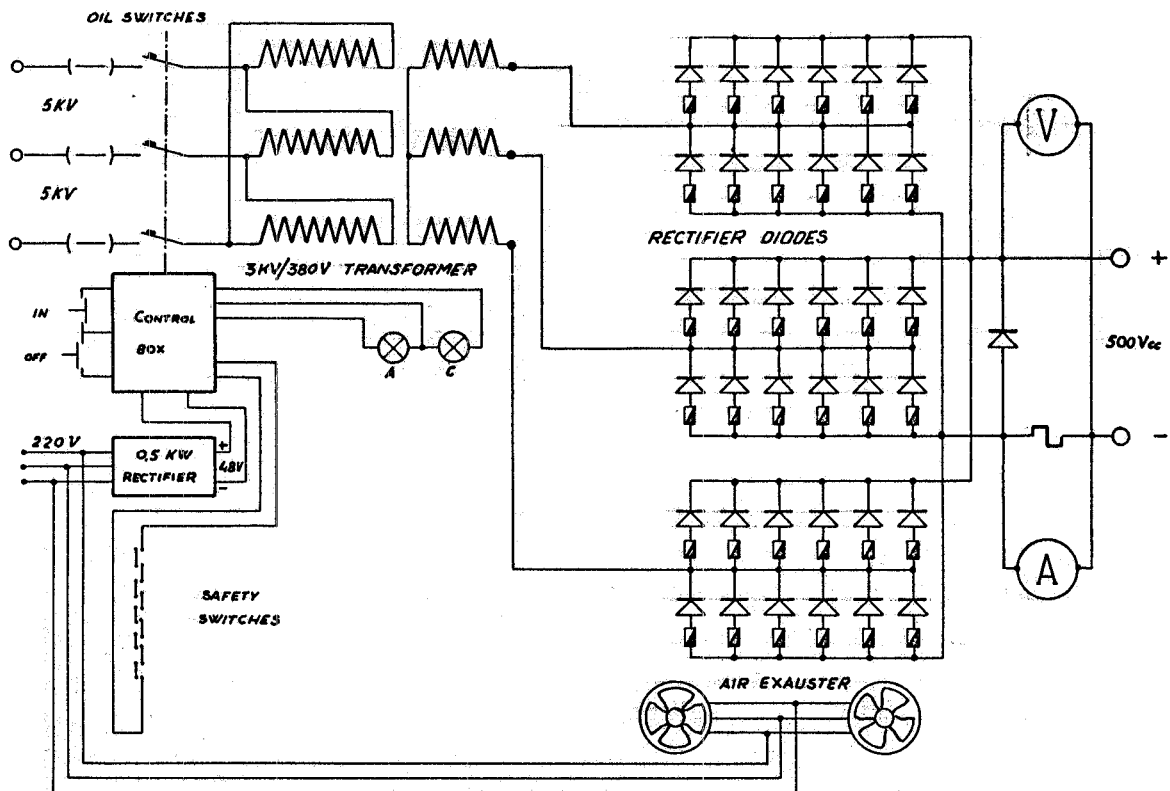 OIL SWITCHES
5KV
5KV
3KV/380V TRANSFORMER
RECTIFIER DIODES
V
+
500Vcc
-
A
IN
OFF
CONTROL
BOX
A
C
220V
0,5 KW
RECTIFIER
+
48V
-
SAFETY
SWITCHES
AIR EXAUSTER